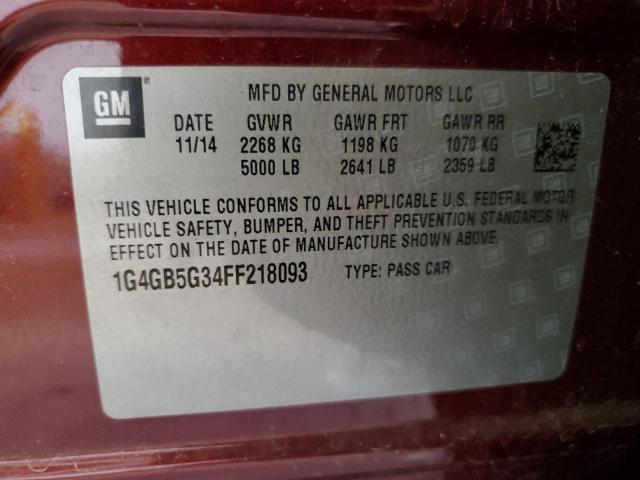 GM®
MFD BY GENERAL MOTORS LLC
DATE GVWR GAWR FRT GAWR RR
11/14 2268 KG 1198 KG 1070 KG
5000 LB 2641 LB 2359 LB
THIS VEHICLE CONFORMS TO ALL APPLICABLE U.S. FEDERAL MOTOR
VEHICLE SAFETY, BUMPER, AND THEFT PREVENTION STANDARDS IN
EFFECT ON THE DATE OF MANUFACTURE SHOWN ABOVE.
1G4GB5G34FF218093 TYPE: PASS CAR